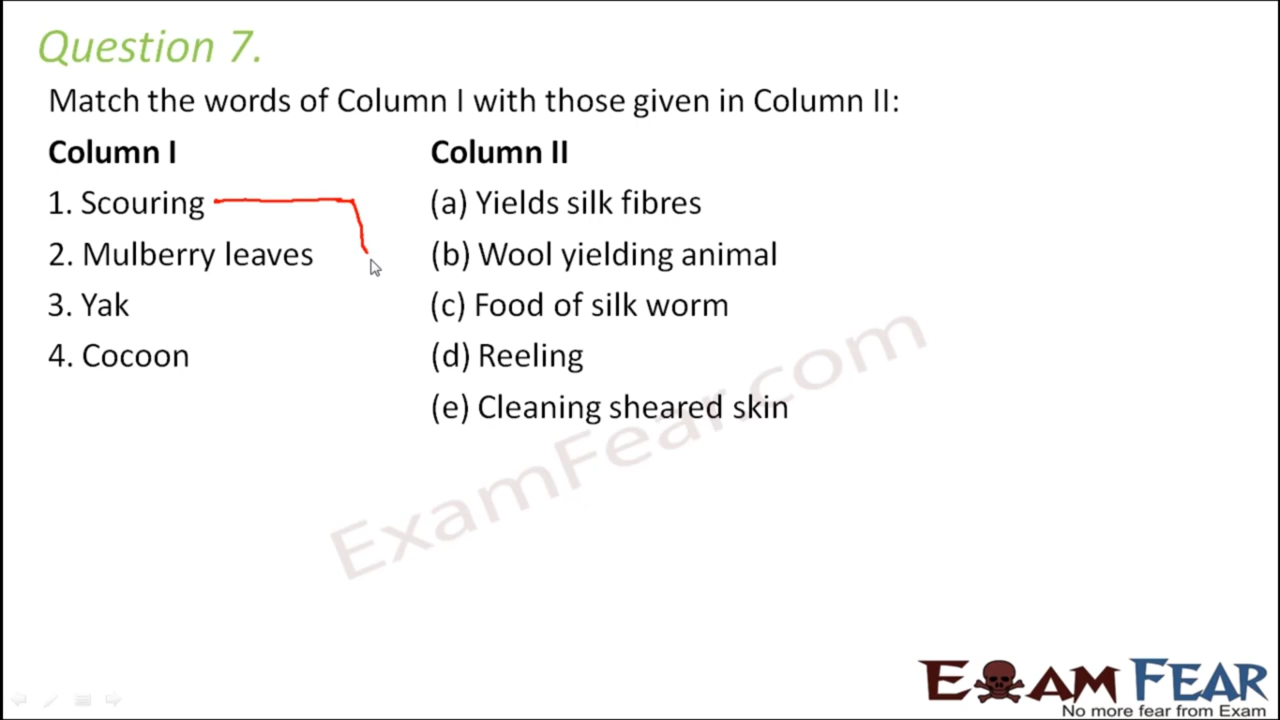 Question 7.
Match the words of Column I with those given in Column II:
Column I Column II
1. Scouring (a) Yields silk fibres
2. Mulberry leaves (b) Wool yielding animal
3. Yak (c) Food of silk worm
4. Cocoon (d) Reeling
(e) Cleaning sheared skin
ExamFear.com
EXAM FEAR
No more fear from Exam